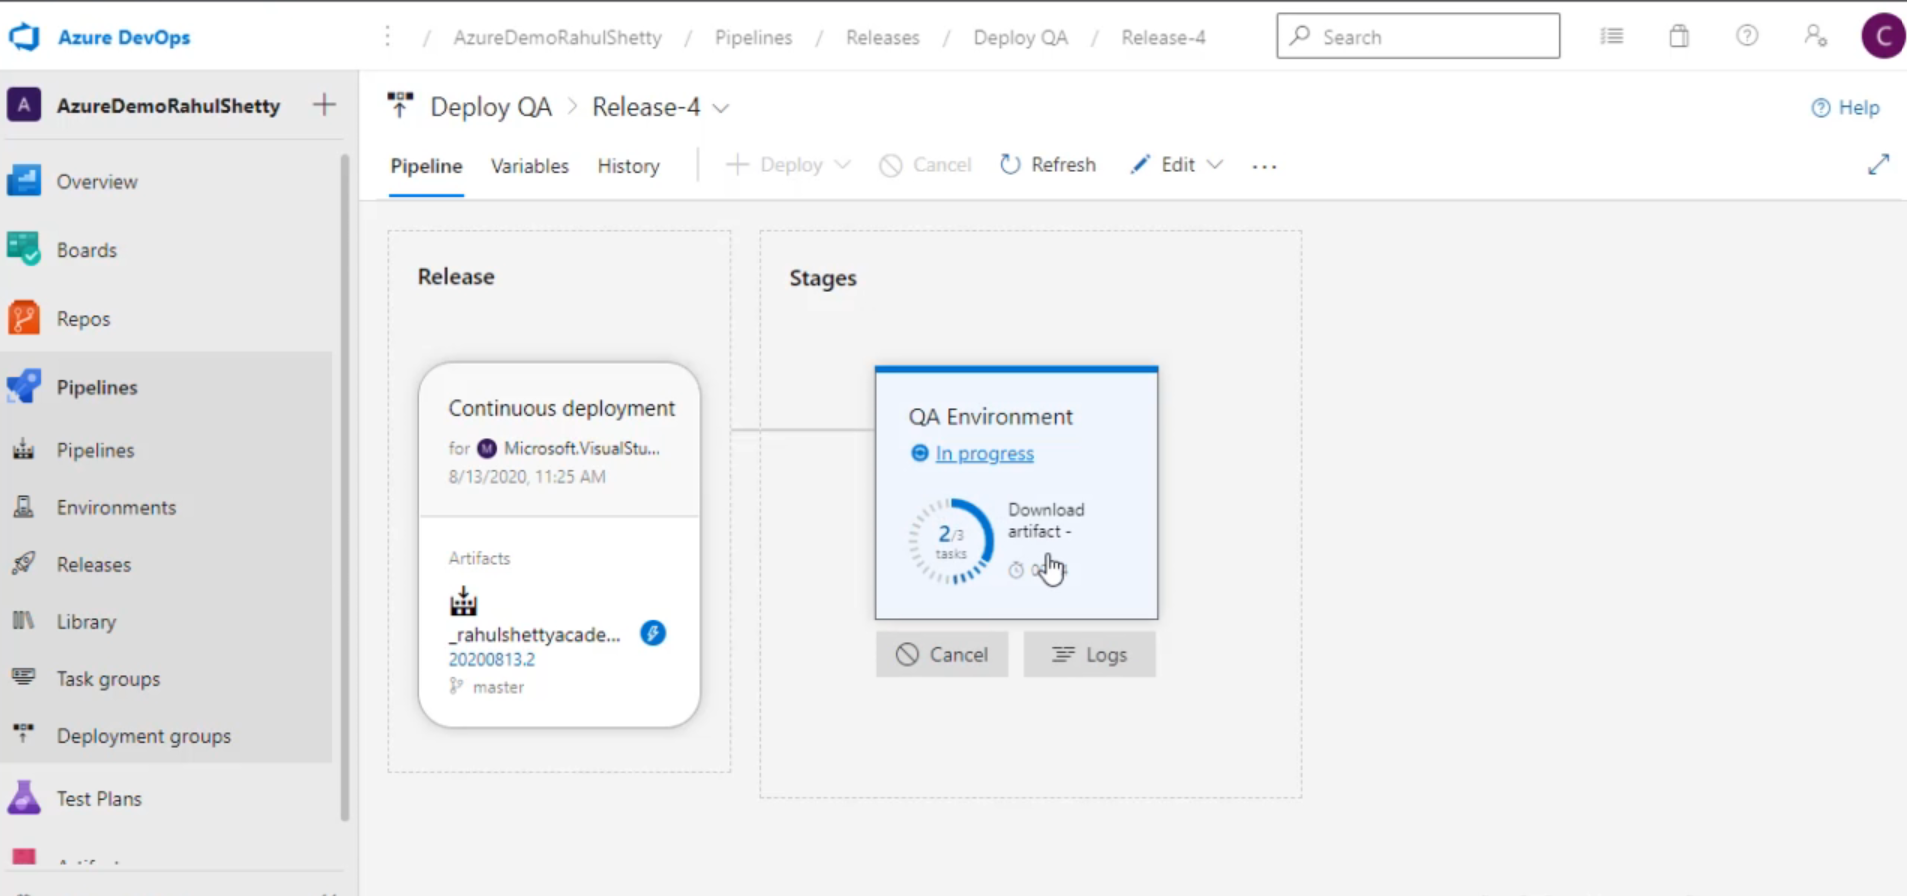 Azure DevOps
/ AzureDemoRahulShetty / Pipelines / Releases / Deploy QA / Release-4
Search
C
A AzureDemoRahulShetty
Deploy QA > Release-4
Help
Pipeline Variables History Deploy Cancel Refresh Edit ...
Overview
Boards
Repos
Pipelines
Pipelines
Environments
Releases
Library
Task groups
Deployment groups
Test Plans
Release
Continuous deployment
for M Microsoft.VisualStu...
8/13/2020, 11:25 AM
Artifacts
_rahulshettyacade...
20200813.2
master
Stages
QA Environment
In progress
2/3
tasks
Download
artifact -
Cancel
Logs